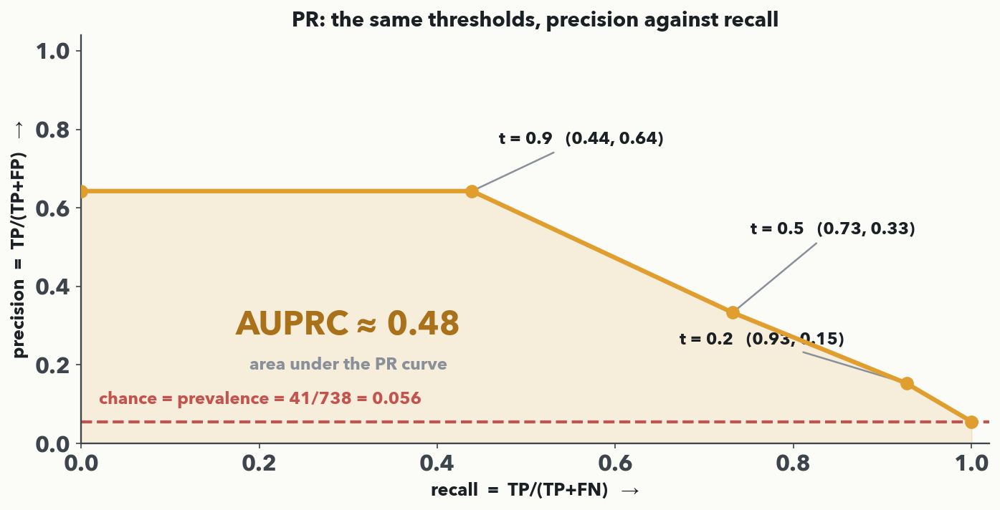 PR: the same thresholds, precision against recall
precision = TP/(TP+FP) →
1.0
0.8
0.6
0.4
0.2
0.0
t = 0.9 (0.44, 0.64)
t = 0.5 (0.73, 0.33)
t = 0.2 (0.93, 0.15)
AUPRC ≈ 0.48
area under the PR curve
chance = prevalence = 41/738 = 0.056
0.0 0.2 0.4 0.6 0.8 1.0
recall = TP/(TP+FN) →